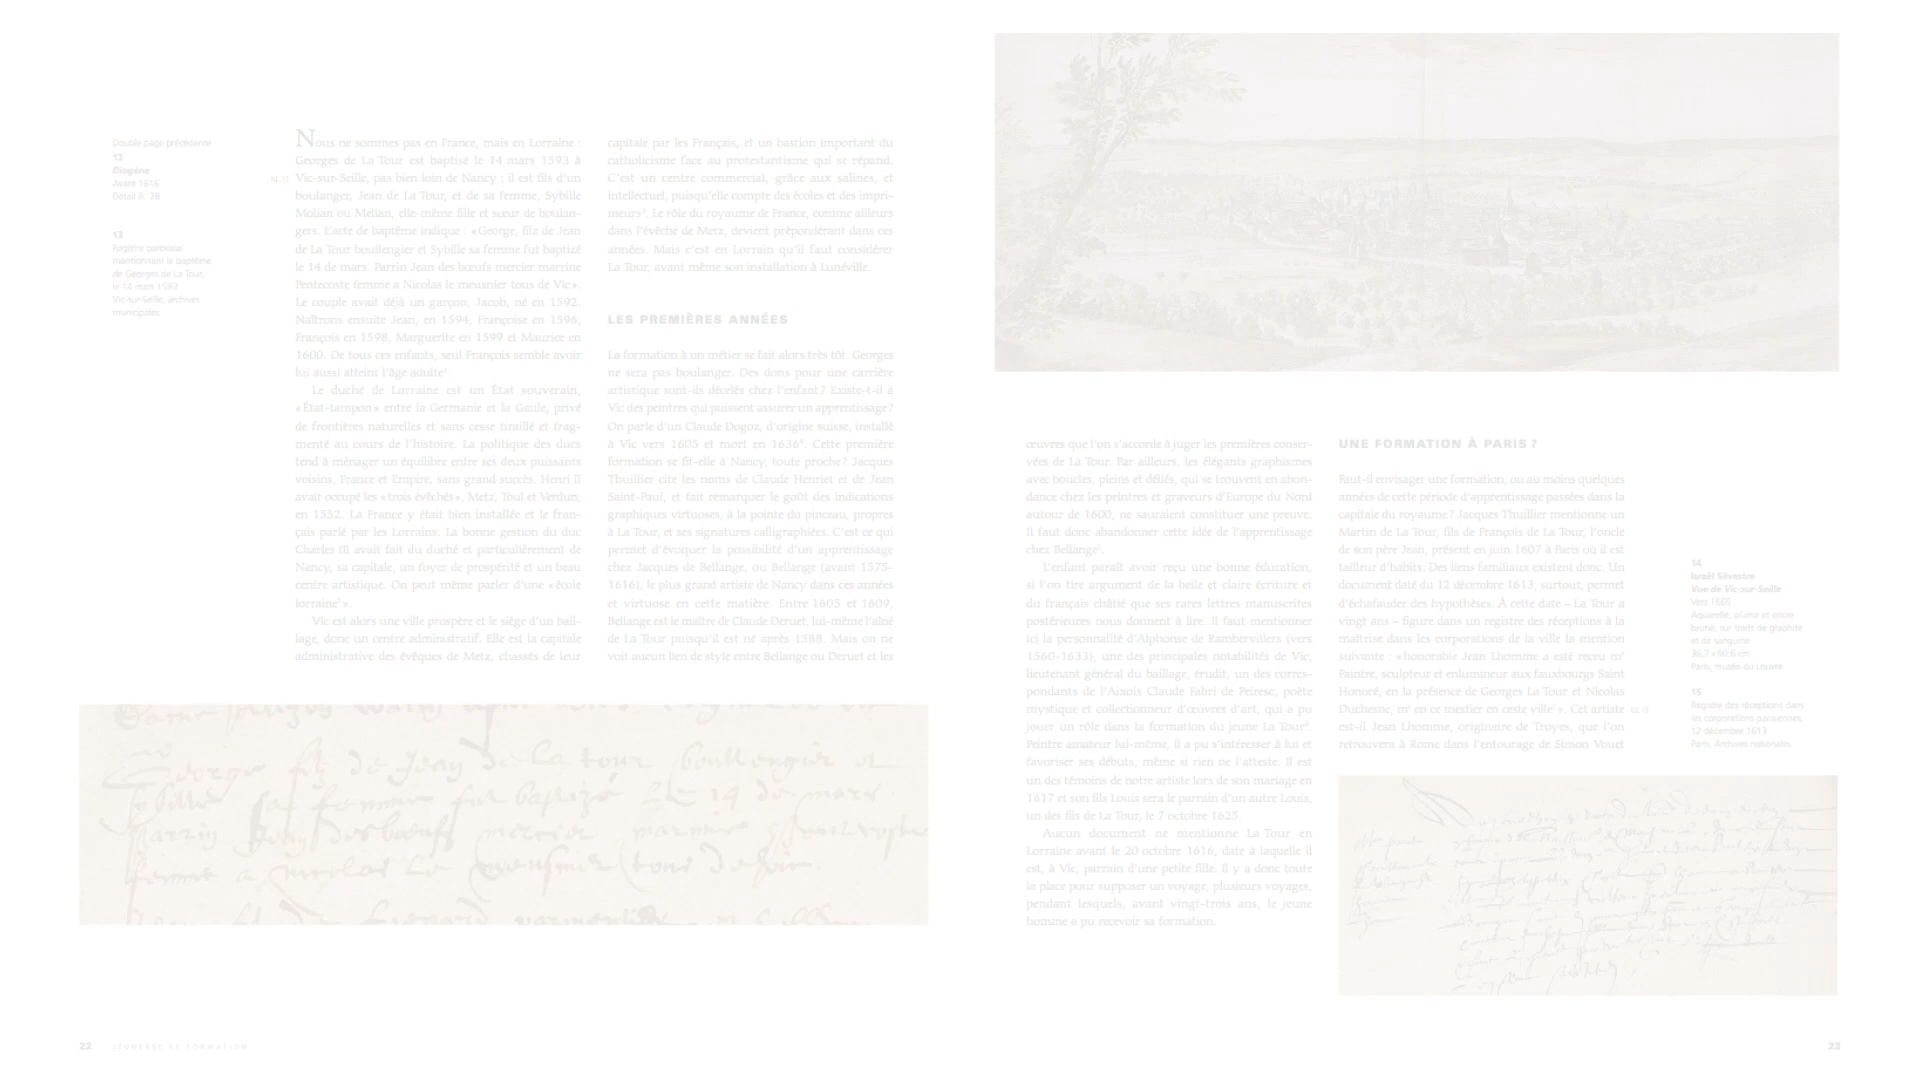 Double page précédente
12
Diogène
Avant 1616
Détail ill. 28
13
Registre paroissial
mentionnant le baptême
de Georges de La Tour,
le 14 mars 1593
Vic-sur-Seille, archives
municipales
Nous ne sommes pas en France, mais en Lorraine :
Georges de La Tour est baptisé le 14 mars 1593 à
Vic-sur-Seille, pas bien loin de Nancy : il est fils d'un
boulanger, Jean de La Tour, et de sa femme, Sybille
Molian ou Melian, elle-même fille et sœur de boulan-
gers. L'acte de baptême indique : «George, filz de Jean
de La Tour boullengier et Sybille sa femme fut baptizé
le 14 de mars. Parrin Jean des bœufs mercier marrine
Pentecoste femme a Nicolas le meusnier tous de Vic».
Le couple avait déjà un garçon, Jacob, né en 1592.
Naîtrons ensuite Jean, en 1594, Françoise en 1596,
François en 1598, Marguerite en 1599 et Maurice en
1600. De tous ces enfants, seul François semble avoir
lui aussi atteint l'âge adulte¹.
Le duché de Lorraine est un État souverain,
«État-tampon» entre la Germanie et la Gaule, privé
de frontières naturelles et sans cesse tiraillé et frag-
menté au cours de l'histoire. La politique des ducs
tend à ménager un équilibre entre ses deux puissants
voisins, France et Empire, sans grand succès. Henri II
avait occupé les «trois évêchés», Metz, Toul et Verdun,
en 1552. La France y était bien installée et le fran-
çais parlé par les Lorrains. La bonne gestion du duc
Charles III avait fait du duché et particulièrement de
Nancy, sa capitale, un foyer de prospérité et un beau
centre artistique. On peut même parler d'une «école
lorraine²».
Vic est alors une ville prospère et le siège d'un bail-
lage, donc un centre administratif. Elle est la capitale
administrative des évêques de Metz, chassés de leur
capitale par les Français, et un bastion important du
catholicisme face au protestantisme qui se répand.
C'est un centre commercial, grâce aux salines, et
intellectuel, puisqu'elle compte des écoles et des impri-
meurs³. Le rôle du royaume de France, comme ailleurs
dans l'évêché de Metz, devient prépondérant dans ces
années. Mais c'est en Lorrain qu'il faut considérer
La Tour, avant même son installation à Lunéville.
LES PREMIÈRES ANNÉES
La formation à un métier se fait alors très tôt. Georges
ne sera pas boulanger. Des dons pour une carrière
artistique sont-ils décelés chez l'enfant? Existe-t-il à
Vic des peintres qui puissent assurer un apprentissage?
On parle d'un Claude Dogoz, d'origine suisse, installé
à Vic vers 1605 et mort en 1636⁴. Cette première
formation se fit-elle à Nancy, toute proche? Jacques
Thuillier cite les noms de Claude Henriet et de Jean
Saint-Paul, et fait remarquer le goût des indications
graphiques virtuoses, à la pointe du pinceau, propres
à La Tour, et ses signatures calligraphiées. C'est ce qui
permet d'évoquer la possibilité d'un apprentissage
chez Jacques de Bellange, ou Bellange (avant 1575-
1616), le plus grand artiste de Nancy dans ces années
et virtuose en cette matière. Entre 1605 et 1609,
Bellange est le maître de Claude Deruet, lui-même l'aîné
de La Tour puisqu'il est né après 1588. Mais on ne
voit aucun lien de style entre Bellange ou Deruet et les
22
JEUNESSE ET FORMATION
œuvres que l'on s'accorde à juger les premières conser-
vées de La Tour. Par ailleurs, les élégants graphismes
avec boucles, pleins et déliés, qui se trouvent en abon-
dance chez les peintres et graveurs d'Europe du Nord
autour de 1600, ne sauraient constituer une preuve.
Il faut donc abandonner cette idée de l'apprentissage
chez Bellange⁵.
L'enfant paraît avoir reçu une bonne éducation,
si l'on tire argument de la belle et claire écriture et
du français châtié que ses rares lettres manuscrites
postérieures nous donnent à lire. Il faut mentionner
ici la personnalité d'Alphonse de Rambervillers (vers
1560-1633), une des principales notabilités de Vic,
lieutenant général du baillage, érudit, un des corres-
pondants de l'Aixois Claude Fabri de Peiresc, poète
mystique et collectionneur d'œuvres d'art, qui a pu
jouer un rôle dans la formation du jeune La Tour⁶.
Peintre amateur lui-même, il a pu s'intéresser à lui et
favoriser ses débuts, même si rien ne l'atteste. Il est
un des témoins de notre artiste lors de son mariage en
1617 et son fils Louis sera le parrain d'un autre Louis,
un des fils de La Tour, le 7 octobre 1625.
Aucun document ne mentionne La Tour en
Lorraine avant le 20 octobre 1616, date à laquelle il
est, à Vic, parrain d'une petite fille. Il y a donc toute
la place pour supposer un voyage, plusieurs voyages,
pendant lesquels, avant vingt-trois ans, le jeune
homme a pu recevoir sa formation.
UNE FORMATION À PARIS ?
Faut-il envisager une formation, ou au moins quelques
années de cette période d'apprentissage passées dans la
capitale du royaume? Jacques Thuillier mentionne un
Martin de La Tour, fils de François de La Tour, l'oncle
de son père Jean, présent en juin 1607 à Paris où il est
tailleur d'habits. Des liens familiaux existent donc. Un
document daté du 12 décembre 1613, surtout, permet
d'échafauder des hypothèses. À cette date – La Tour a
vingt ans – figure dans un registre des réceptions à la
maîtrise dans les corporations de la ville la mention
suivante : «honorable Jean Lhomme a esté receu mᵉ
Paintre, sculpteur et enlumineur aux fauxbourgs Saint
Honoré, en la présence de Georges La Tour et Nicolas
Duchesne, mᵉ en ce mestier en ceste ville⁷». Cet artiste
est-il Jean Lhomme, originaire de Troyes, que l'on
retrouvera à Rome dans l'entourage de Simon Vouet
14
Israël Silvestre
Vue de Vic-sur-Seille
Vers 1665
Aquarelle, plume et encre
brune, sur traits de graphite
et de sanguine
36,7 x 90,6 cm
Paris, musée du Louvre
15
Registre des réceptions dans
les corporations parisiennes,
12 décembre 1613
Paris, Archives nationales
23